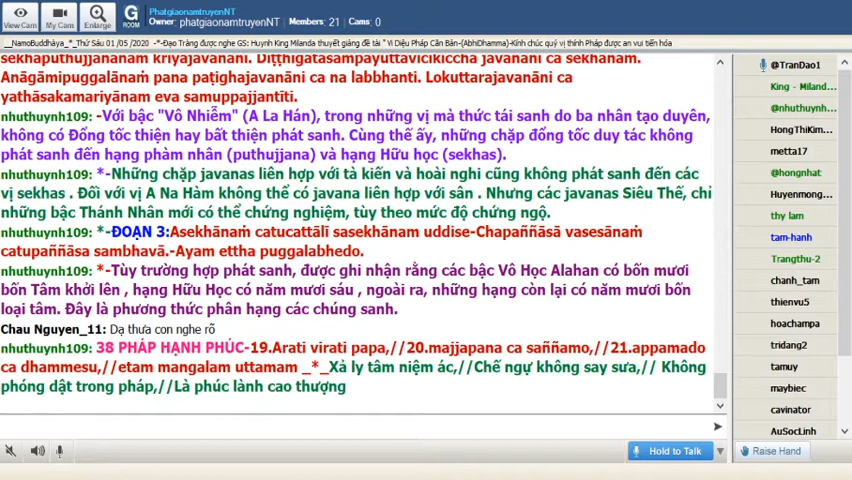 PhatgiaonamtruyenNT
Owner: phatgiaonamtruyenNT Members: 21 Cams: 0
View Cam
My Cam
Enlarge
G
ROOM
__NamoBuddhàya_*_Thứ Sáu 01 /05 /2020 -*-Đạo Tràng được nghe GS: Huynh King Milanda thuyết giảng đề tài " Vi Diệu Pháp Căn Bản-(AbhiDhamma)-Kính chúc quý vị thính Pháp được an vui tiến hóa
sekhaputhujjanānaṁ kriyājavanāni. Diṭṭhigatasampayuttavicikicchā javanāni ca sekhānaṁ.
Anāgāmipuggalānaṁ pana paṭighajavanāni ca na labbhanti. Lokuttarajavanāni ca
yathāsakamariyānaṁ eva samuppajjantīti.
nhuthuynh109: -Với bậc "Vô Nhiễm" (A La Hán), trong những vị mà thức tái sanh do ba nhân tạo duyên,
không có Đổng tốc thiện hay bất thiện phát sanh. Cùng thế ấy, những chặp đổng tốc duy tác không
phát sanh đến hạng phàm nhân (puthujjana) và hạng Hữu học (sekhas).
nhuthuynh109: *-Những chặp javanas liên hợp với tà kiến và hoài nghi cũng không phát sanh đến các
vị sekhas . Đối với vị A Na Hàm không thể có javana liên hợp với sân . Nhưng các javanas Siêu Thế, chỉ
những bậc Thánh Nhân mới có thể chứng nghiệm, tùy theo mức độ chứng ngộ.
nhuthuynh109: *-ĐOẠN 3:Asekhānaṁ catucattālī sasekhānaṁ uddise-Chapaññāsā vasesānaṁ
catupaññāsa sambhavā.-Ayam ettha puggalabhedo.
nhuthuynh109: *-Tùy trường hợp phát sanh, được ghi nhận rằng các bậc Vô Học Alahan có bốn mươi
bốn Tâm khởi lên , hạng Hữu Học có năm mươi sáu , ngoài ra, những hạng còn lại có năm mươi bốn
loại tâm. Đây là phương thức phân hạng các chúng sanh.
Chau Nguyen_11: Dạ thưa con nghe rõ
nhuthuynh109: 38 PHÁP HẠNH PHÚC-19.Arati virati papa,//20.majjapana ca saññamo,//21.appamado
ca dhammesu,//etam mangalam uttamam _*_Xả ly tâm niệm ác,//Chế ngự không say sưa,// Không
phóng dật trong pháp,//Là phúc lành cao thượng
@TranDao1
King - Miland...
@nhuthuynh...
HongThiKim...
metta17
@hongnhat
Huyenmong...
thy lam
tam-hanh
Trangthu-2
chanh_tam
thienvu5
hoachampa
tridang2
tamuy
maybiec
cavinator
AuSocLinh
Hold to Talk
Raise Hand